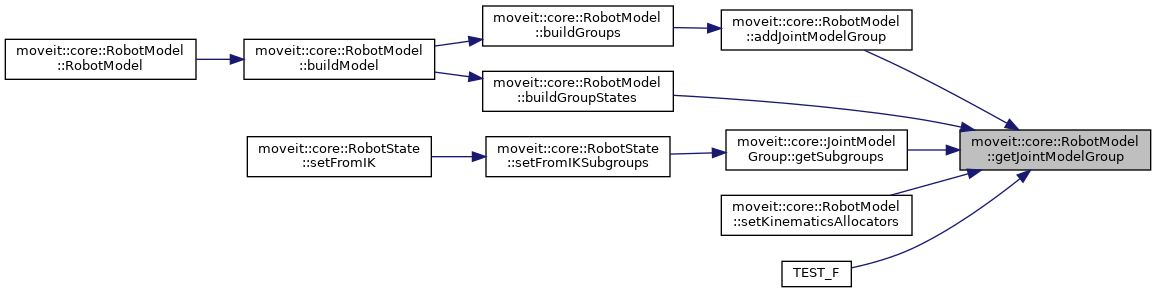 moveit::core::RobotModel
::RobotModel
moveit::core::RobotModel
::buildModel
moveit::core::RobotModel
::buildGroups
moveit::core::RobotModel
::addJointModelGroup
moveit::core::RobotModel
::buildGroupStates
moveit::core::RobotState
::setFromIK
moveit::core::RobotState
::setFromIKSubgroups
moveit::core::JointModel
Group::getSubgroups
moveit::core::RobotModel
::getJointModelGroup
moveit::core::RobotModel
::setKinematicsAllocators
TEST_F